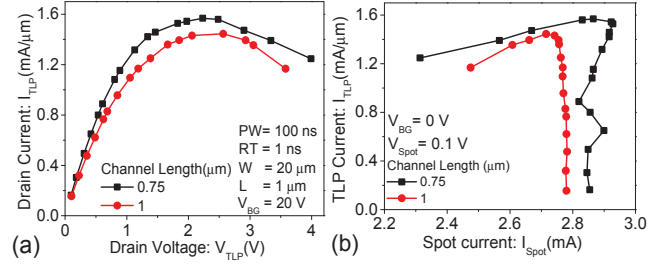 Drain Current: I_TLP(mA/μm)
1.6
1.2
0.8
0.4
0.0
0
1
2
3
4
Drain Voltage: V_TLP(V)
Channel Length(μm)
0.75
1
PW= 100 ns
RT= 1 ns
W = 20 μm
L = 1 μm
V_BG = 20 V
(a)
TLP Current: I_TLP(mA/μm)
1.6
1.2
0.8
0.4
0.0
2.2
2.4
2.6
2.8
3.0
Spot current: I_Spot(mA)
V_BG= 0 V
V_Spot= 0.1 V
Channel Length (μm)
0.75
1
(b)